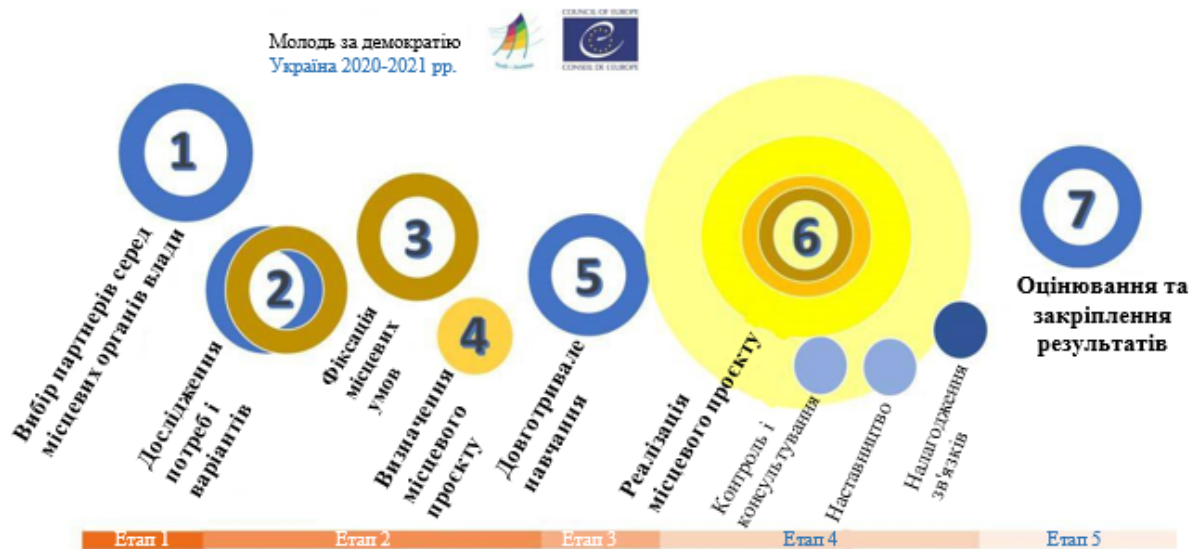 Молодь за демократію
Україна 2020-2021 рр.
COUNCIL OF EUROPE
CONSEIL DE L'EUROPE
1
Вибір партнерів серед
місцевих органів влади
2
Дослідження
потреб і
варіантів
3
Фіксація
місцевих
умов
4
Визначення
місцевого
проєкту
5
Довготривале
навчання
6
Реалізація
місцевого проєкту
Контроль і
консультування
Наставництво
Налагодження
зв'язків
7
Оцінювання та
закріплення
результатів
Етап 1
Етап 2
Етап 3
Етап 4
Етап 5